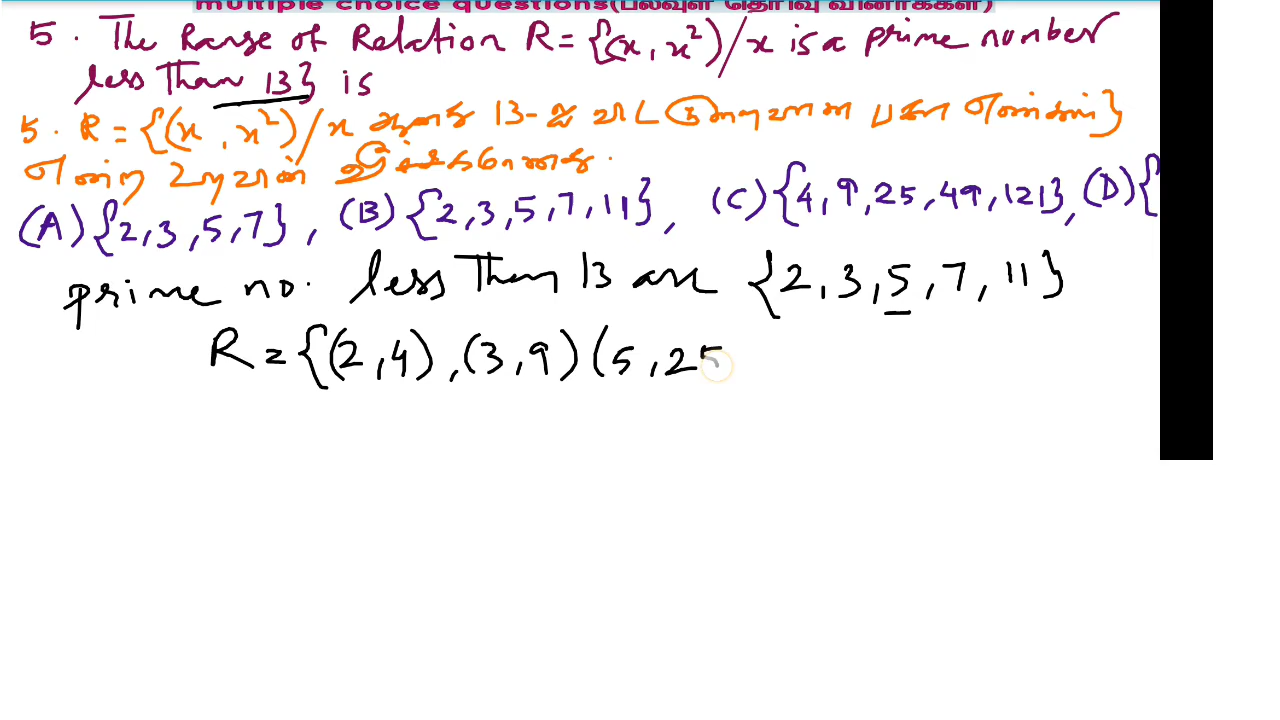 multiple choice questions(பலவுள் தெரிவு வினாக்கள்)
5. The Range of Relation R = {(x, x²)/x is a prime number
less than 13} is
5. R = {(x, x²)/x ஆனது 13-ஐ விட குறைவான பகா எண்கள்}
என்ற உறவின் வீச்சகமானது.
(A) {2,3,5,7}, (B) {2,3,5,7,11}, (C) {4,9,25,49,121}, (D) {
prime no. less Than 13 are {2,3,5,7,11}
R = {(2,4),(3,9)(5,25